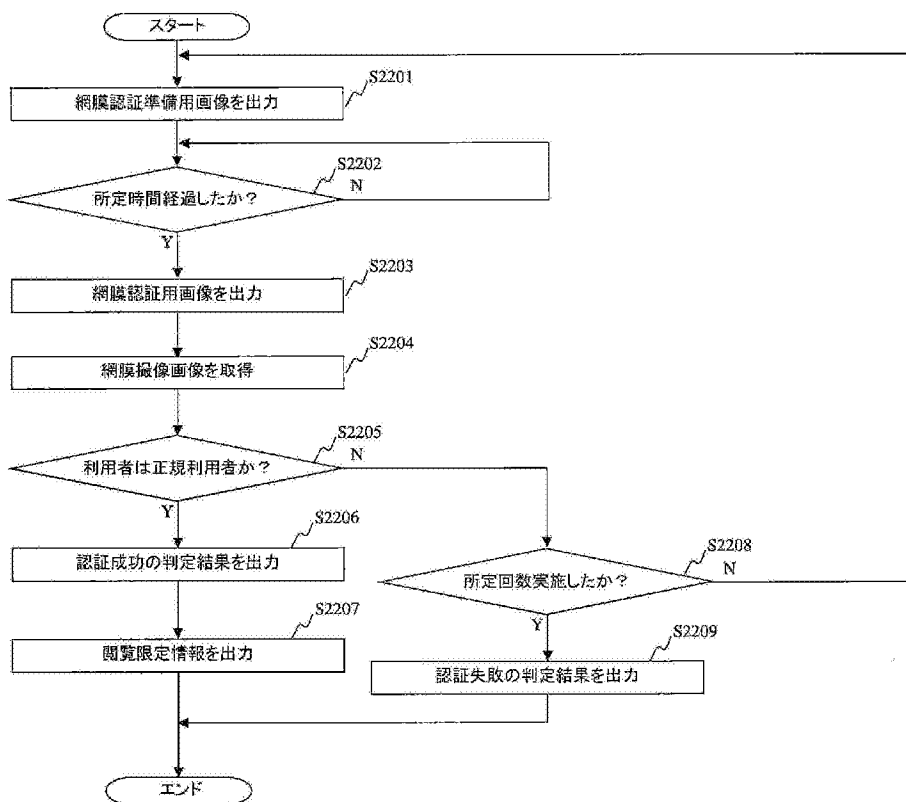 スタート
S2201
網膜認証準備用画像を出力
S2202
所定時間経過したか？
N
Y
S2203
網膜認証用画像を出力
S2204
網膜撮像画像を取得
S2205
利用者は正規利用者か？
N
Y
S2206
認証成功の判定結果を出力
S2208
所定回数実施したか？
N
Y
S2207
閲覧限定情報を出力
S2209
認証失敗の判定結果を出力
エンド